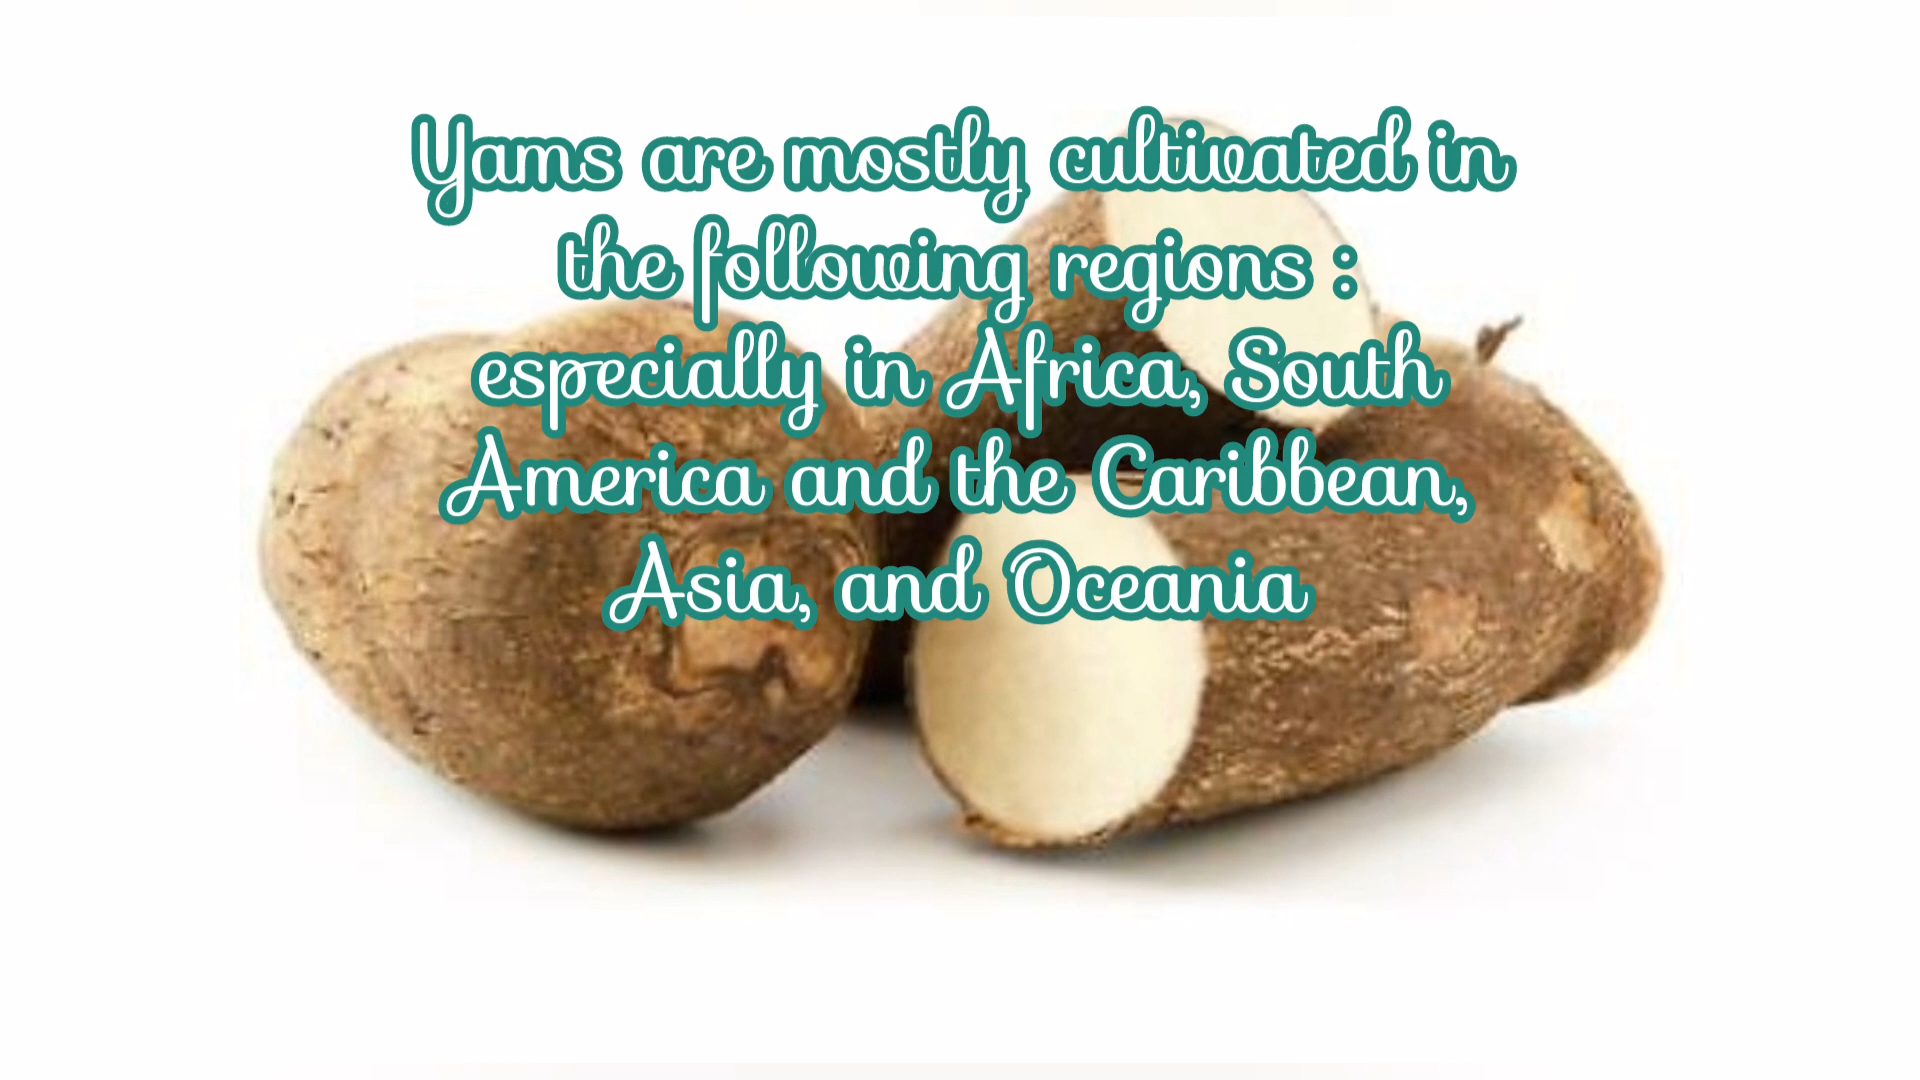 Yams are mostly cultivated in
the following regions :
especially in Africa, South
America and the Caribbean,
Asia, and Oceania